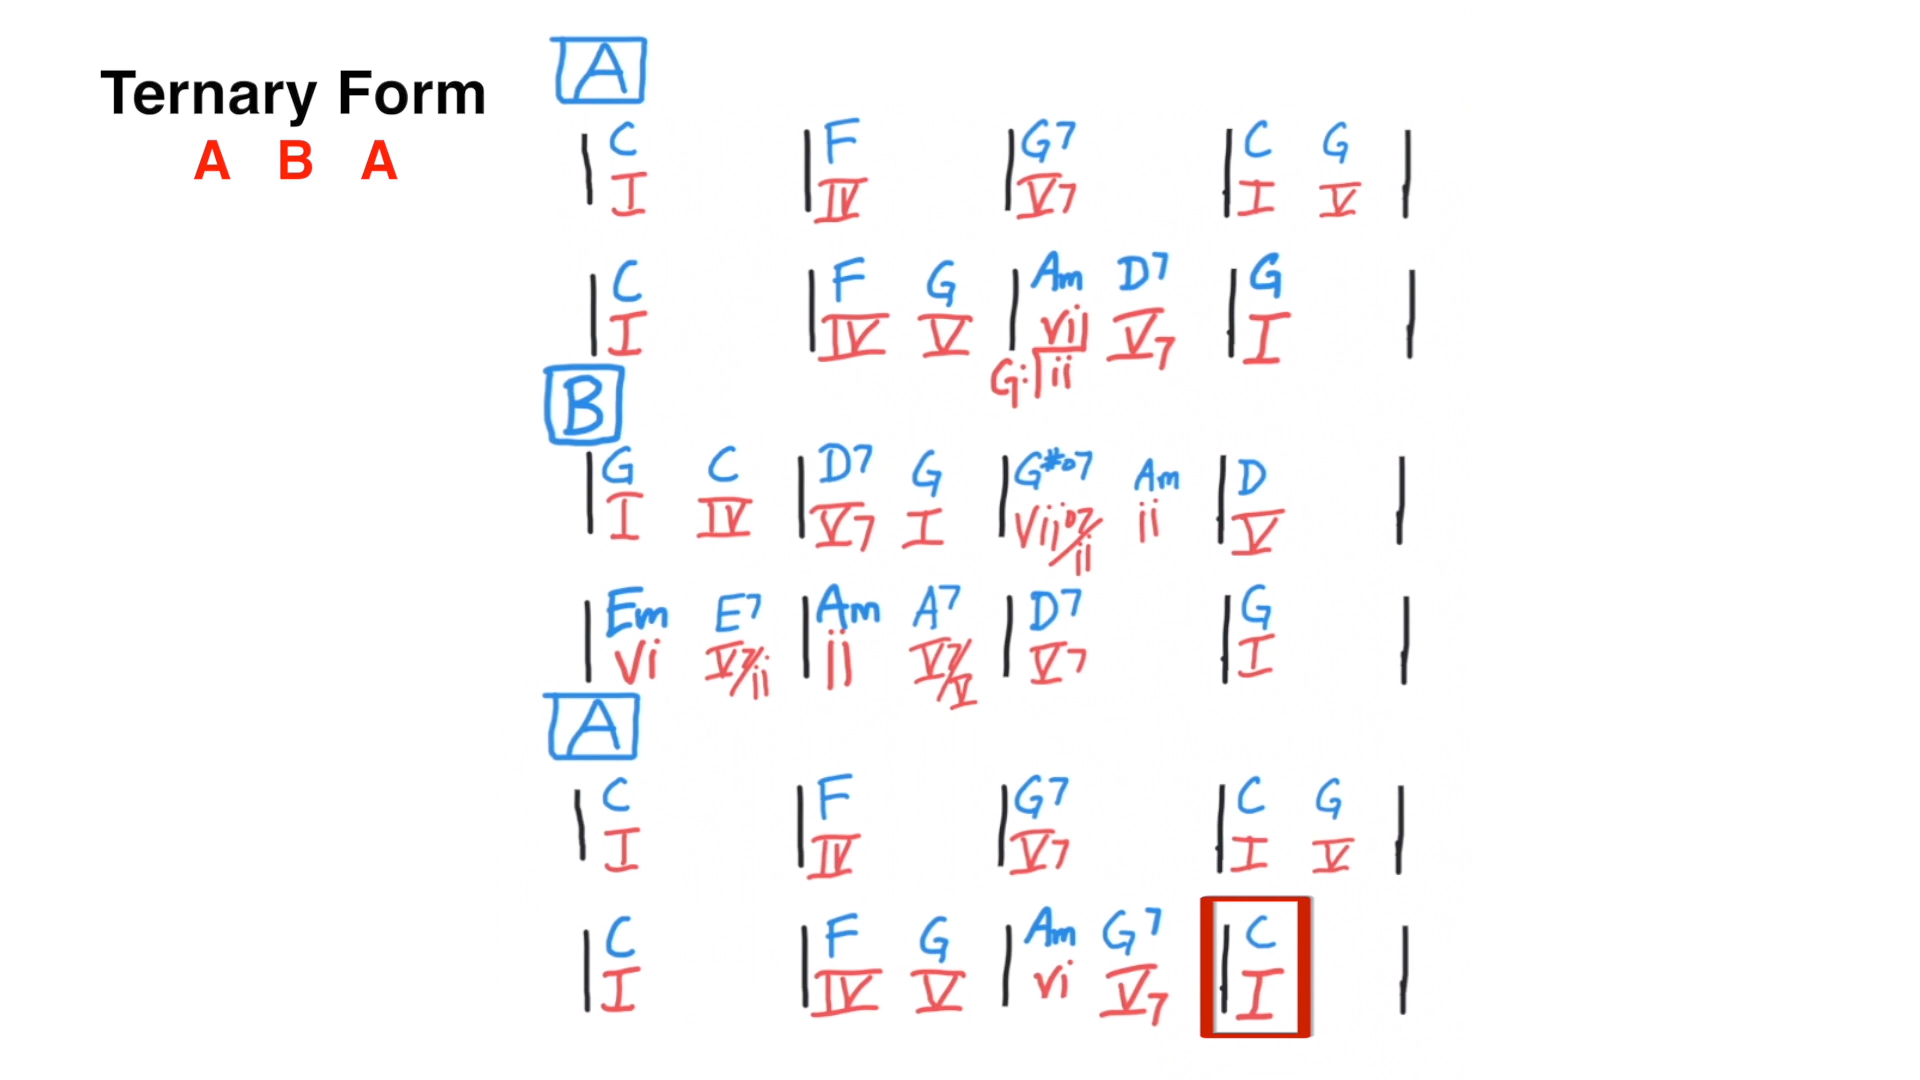 Ternary Form
A B A
A
C F G7 C G
I IV V7 I V
C F G Am D7 G
I IV V vi V7 I
G: ii
B
G C D7 G G#o7 Am D
I IV V7 I viio7/ii ii V
Em E7 Am A7 D7 G
vi V7/ii ii V7/V V7 I
A
C F G7 C G
I IV V7 I V
C F G Am G7 C
I IV V vi V7 I